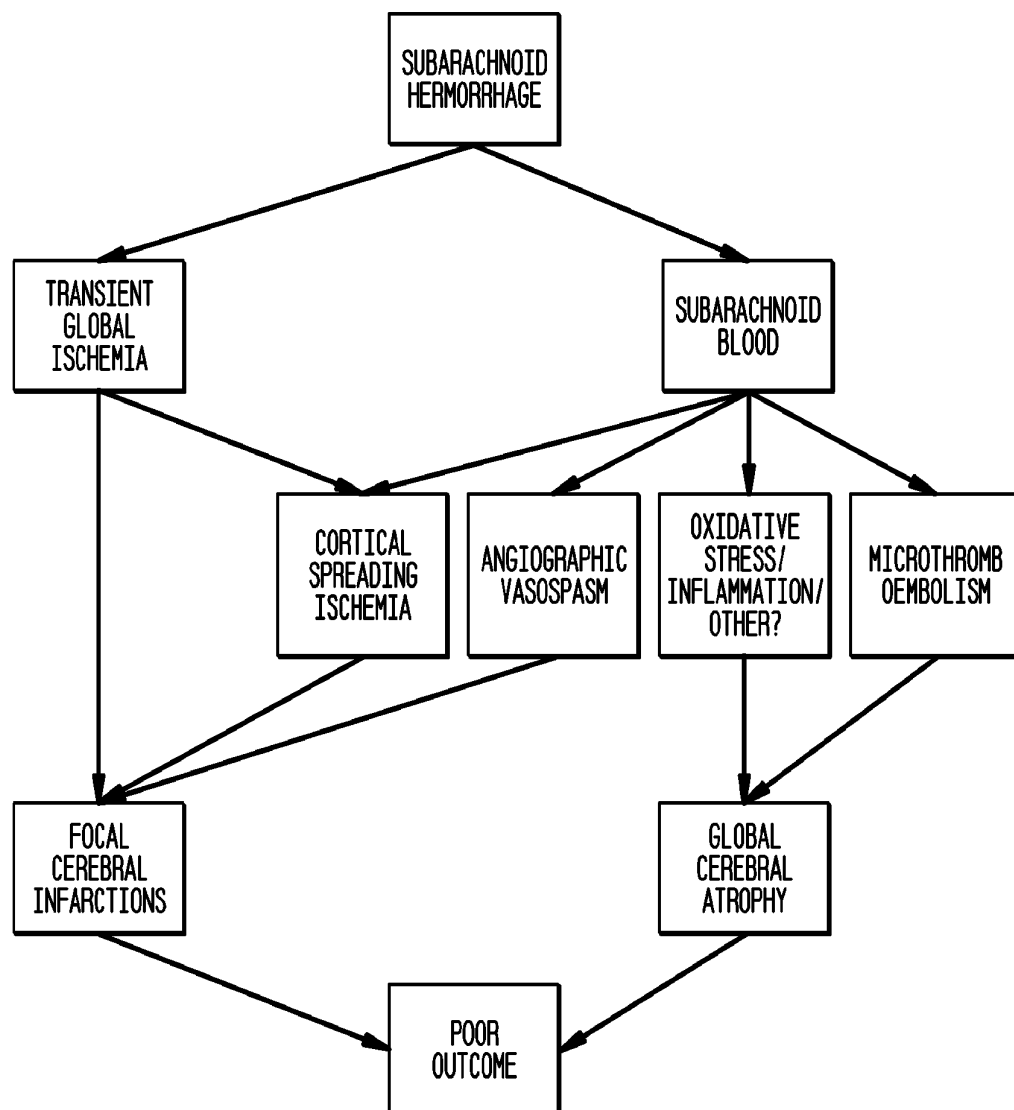 SUBARACHNOID
HERMORRHAGE
TRANSIENT
GLOBAL
ISCHEMIA
SUBARACHNOID
BLOOD
CORTICAL
SPREADING
ISCHEMIA
ANGIOGRAPHIC
VASOSPASM
OXIDATIVE
STRESS/
INFLAMMATION/
OTHER?
MICROTHROMB
OEMBOLISM
FOCAL
CEREBRAL
INFARCTIONS
GLOBAL
CEREBRAL
ATROPHY
POOR
OUTCOME